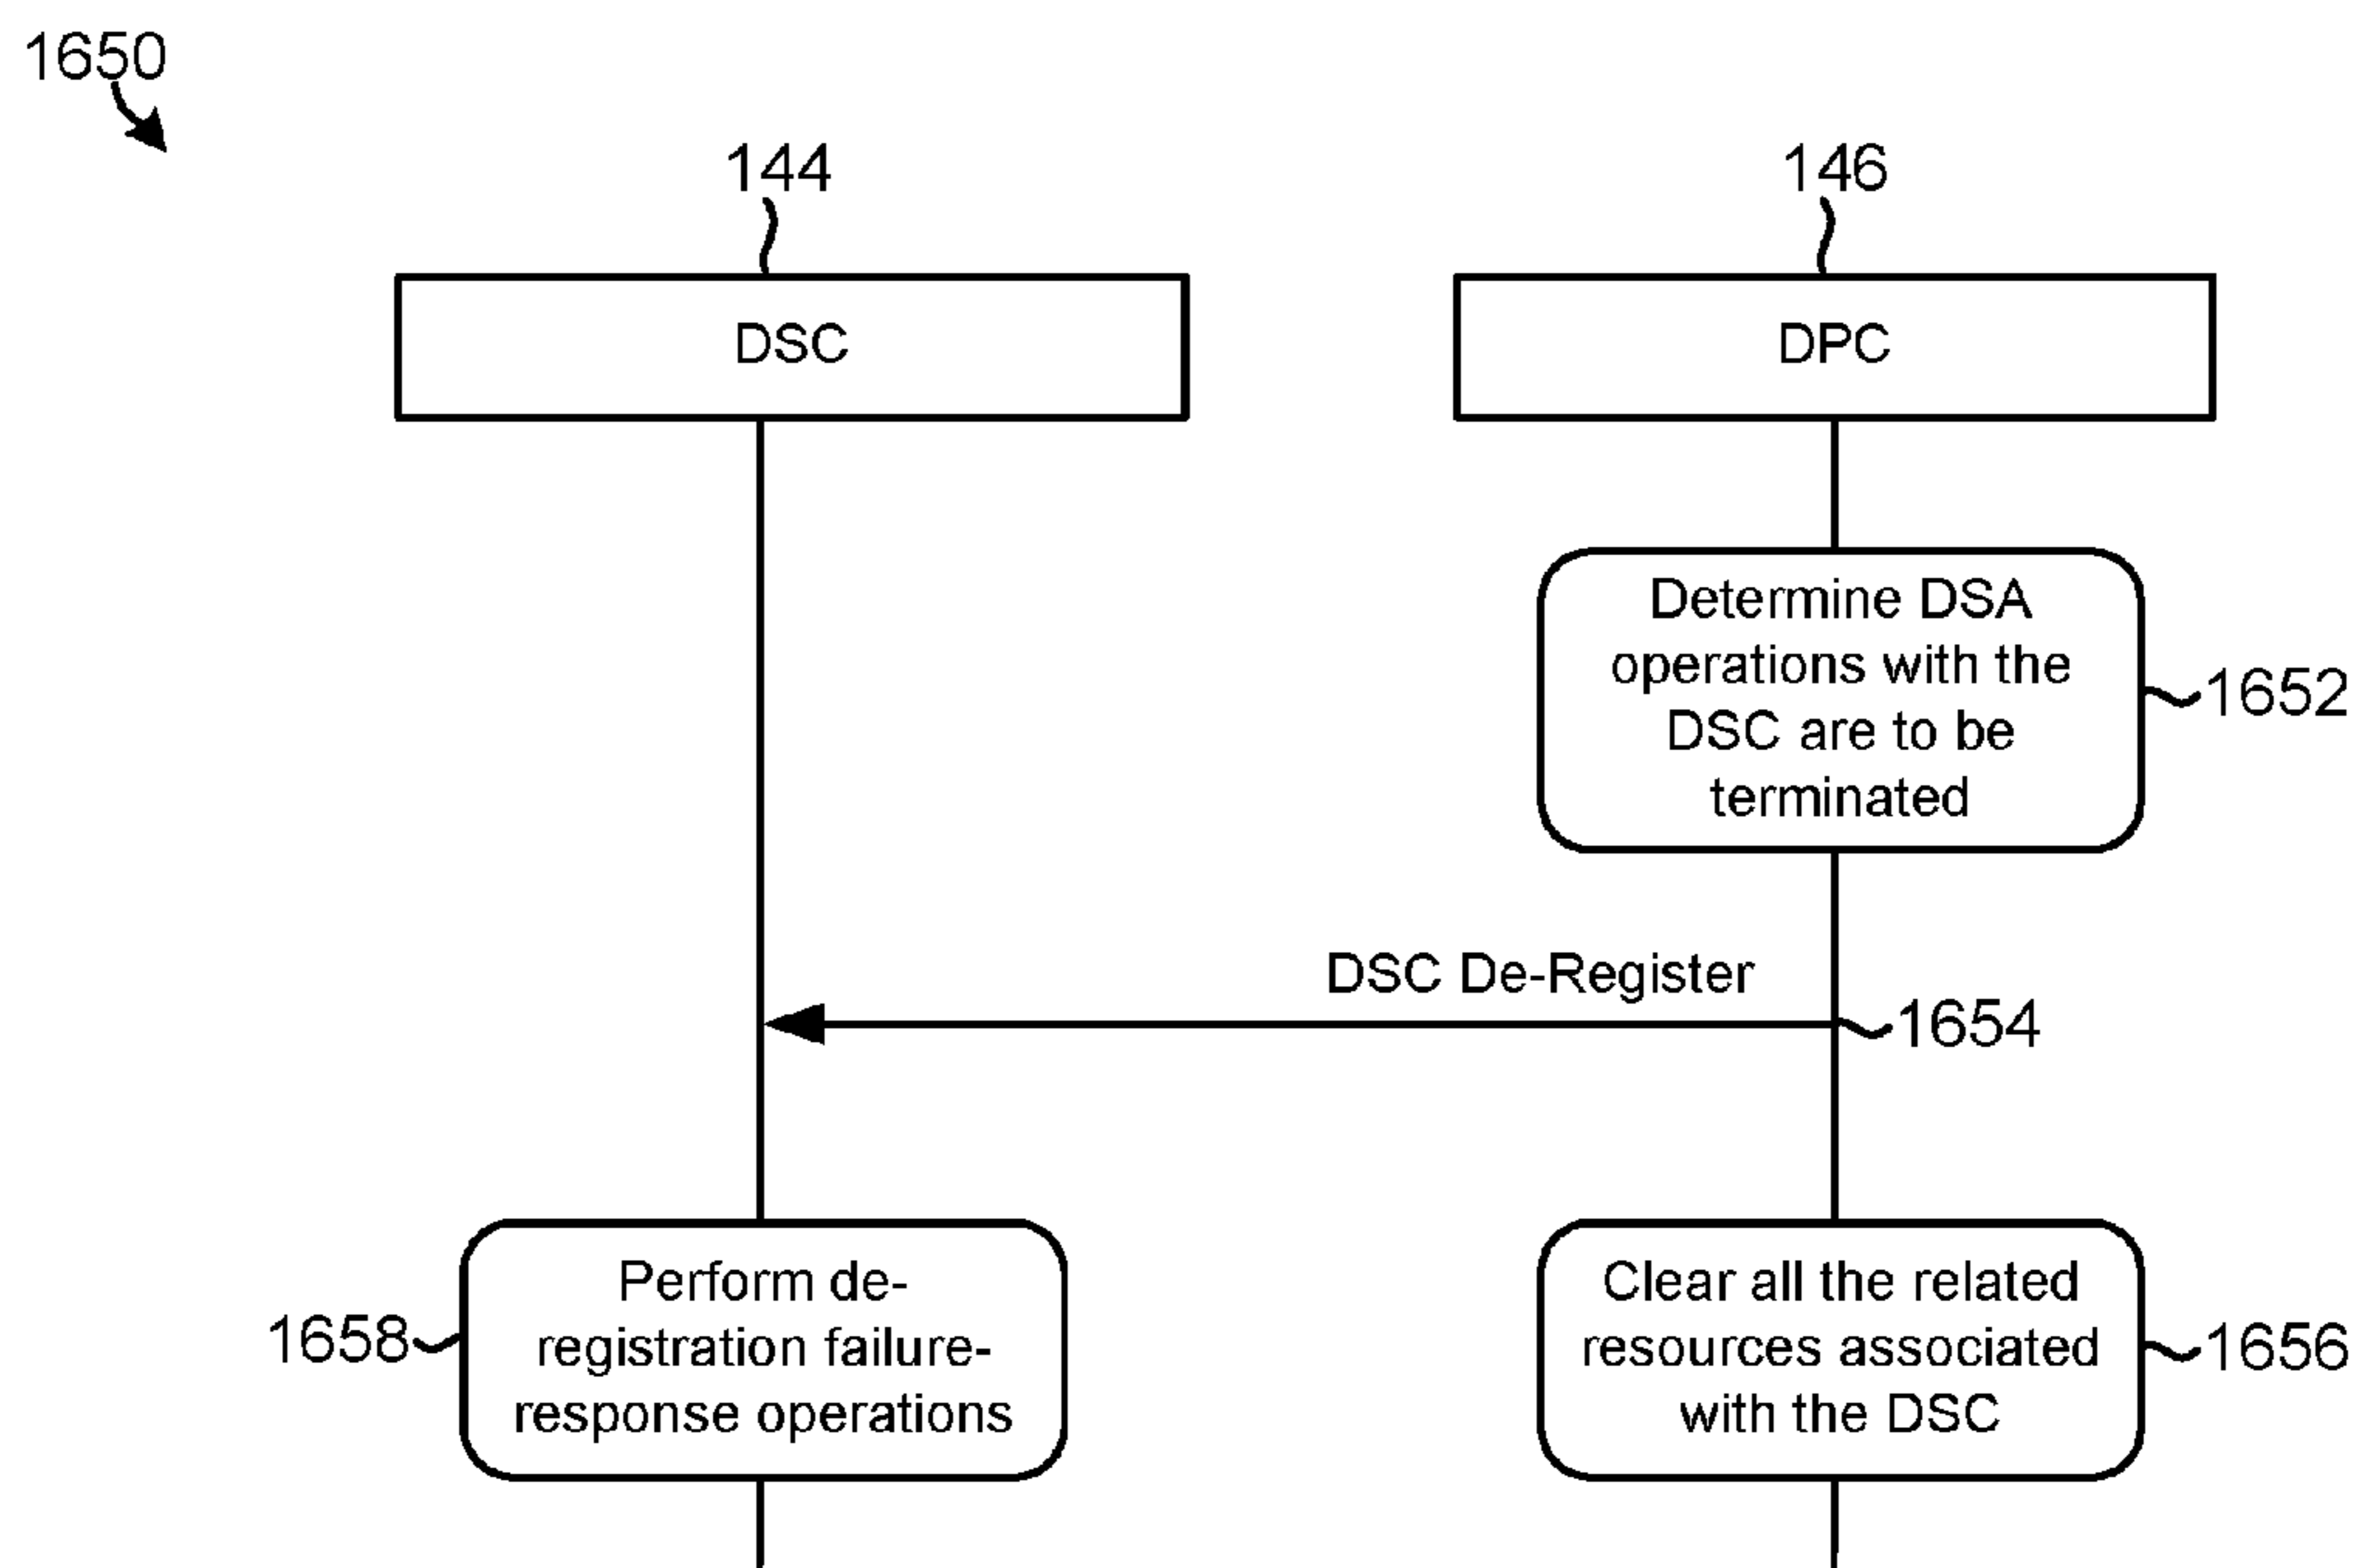 1650
144
146
DSC
DPC
Determine DSA
operations with the
DSC are to be
terminated
1652
DSC De-Register
1654
Perform de-
registration failure-
response operations
1658
Clear all the related
resources associated
with the DSC
1656